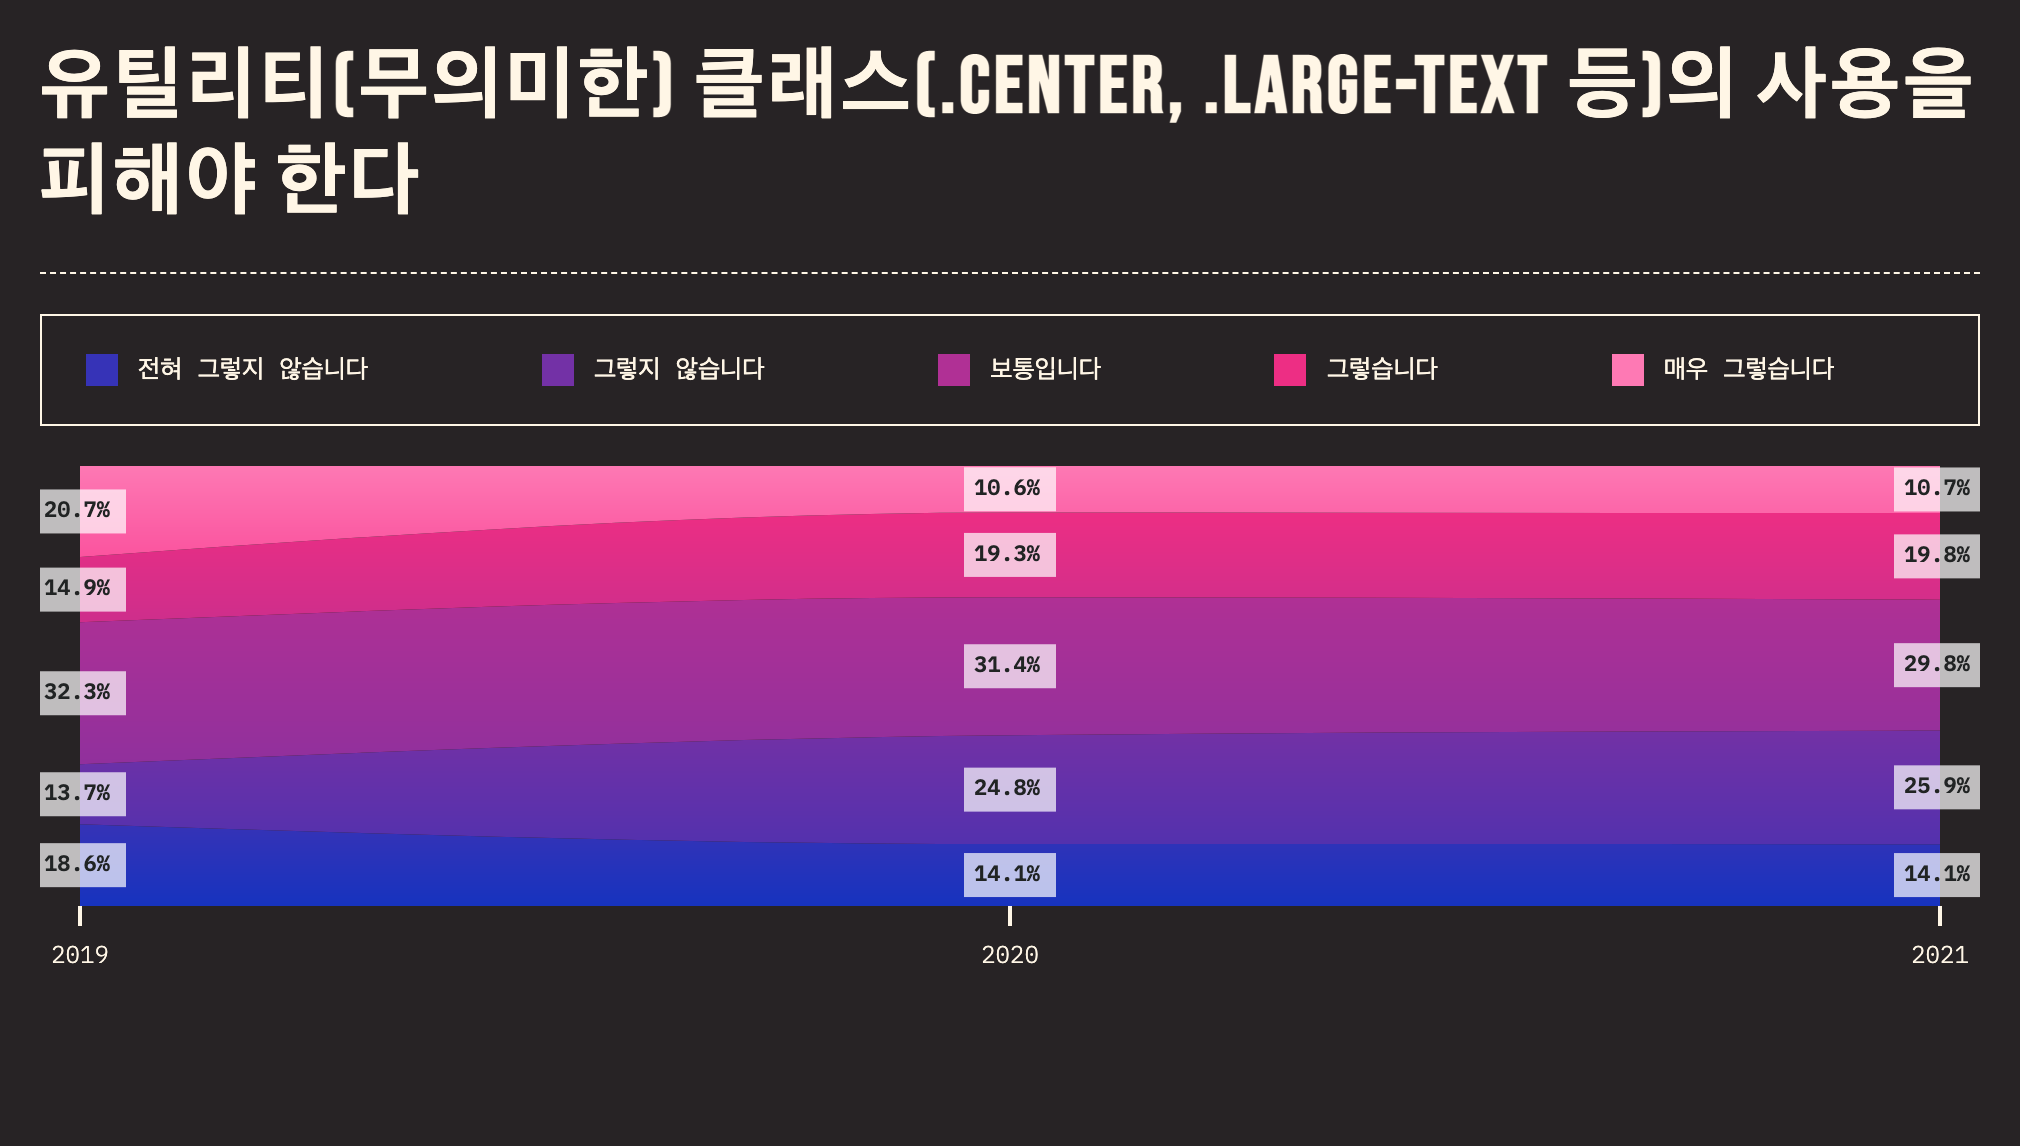 유틸리티(무의미한) 클래스(.CENTER, .LARGE-TEXT 등)의 사용을
피해야 한다
전혀 그렇지 않습니다 그렇지 않습니다 보통입니다 그렇습니다 매우 그렇습니다
20.7% 10.6% 10.7%
14.9% 19.3% 19.8%
32.3% 31.4% 29.8%
13.7% 24.8% 25.9%
18.6% 14.1% 14.1%
2019 2020 2021